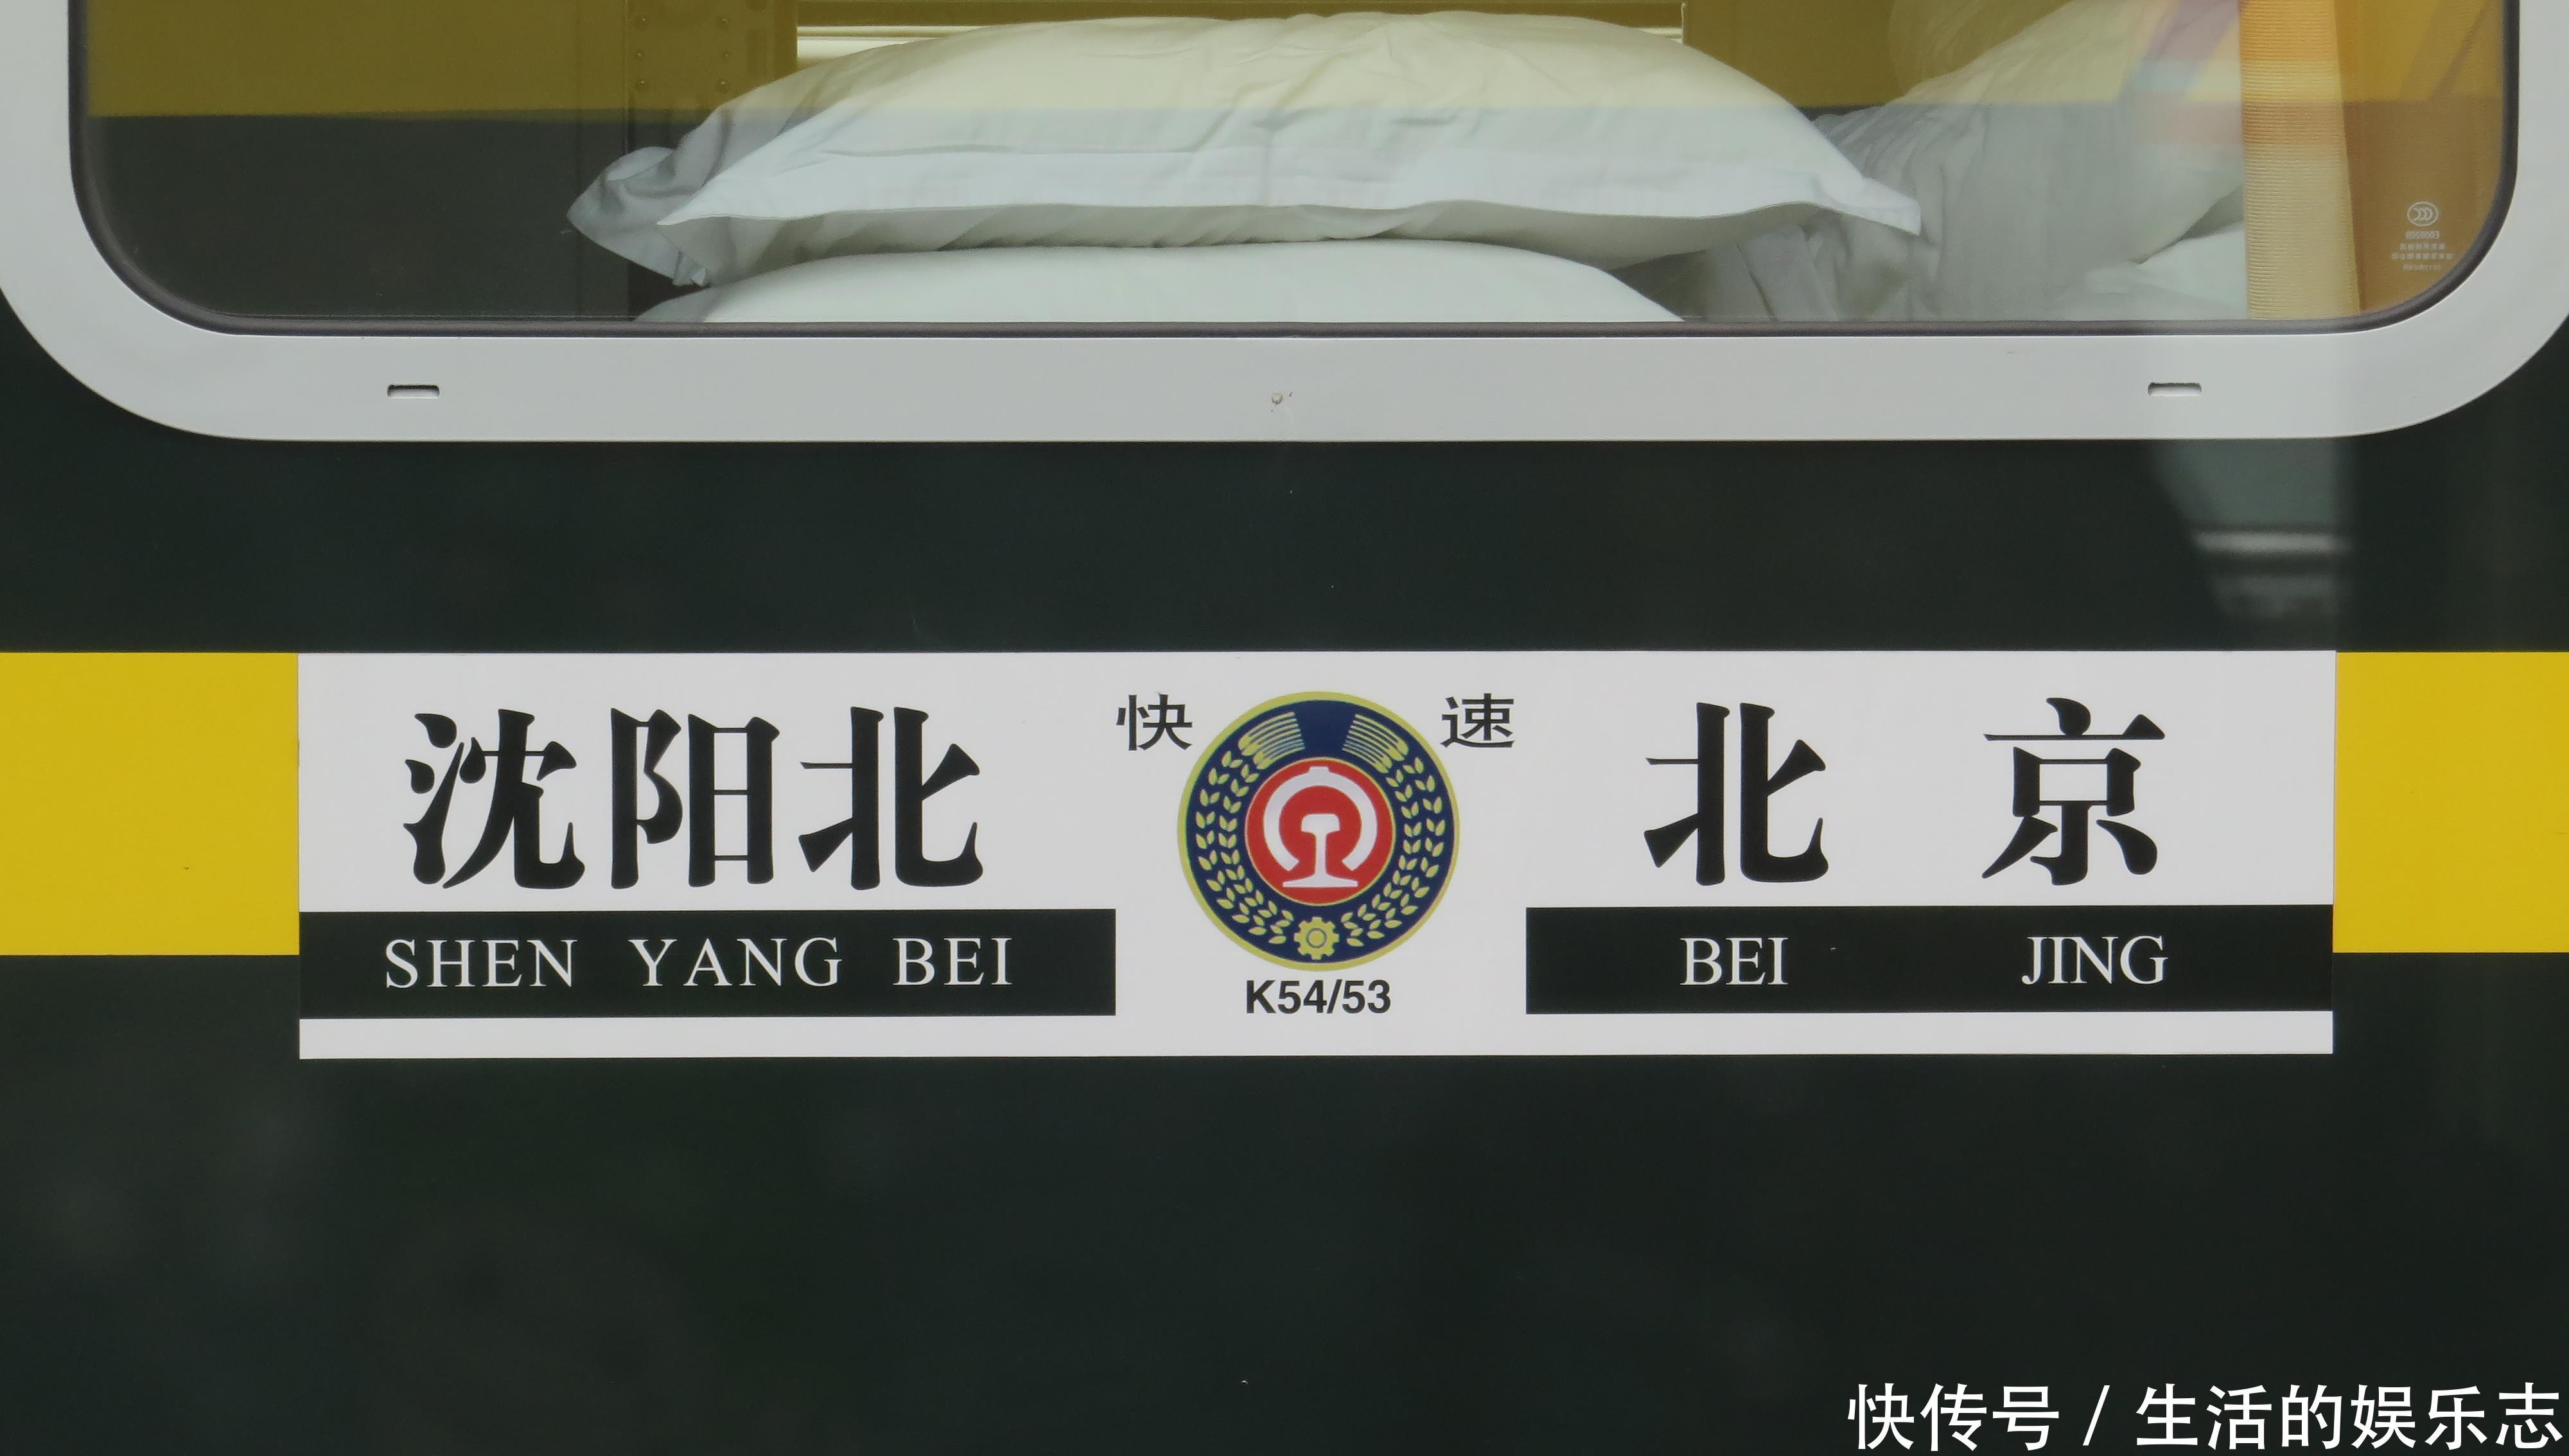 沈阳北 快 速 北 京
SHEN YANG BEI BEI JING
K54/53
快传号 / 生活的娱乐志